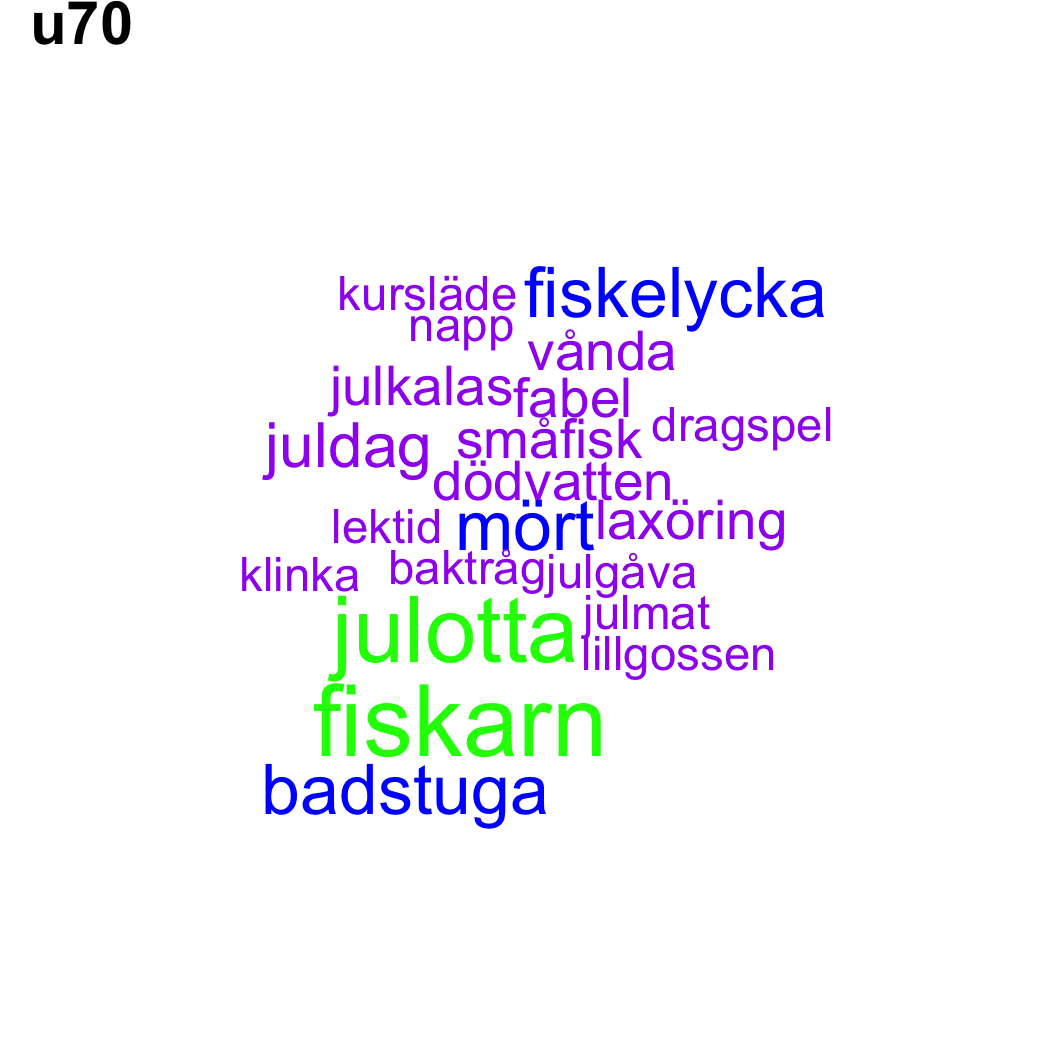 u70
kursläde fiskelycka
napp
vånda
julkalas fabel
dragspel
juldag småfisk
dödvatten
lektid mört laxöring
klinka baktråg julgåva
julotta julmat
lillgossen
fiskarn
badstuga